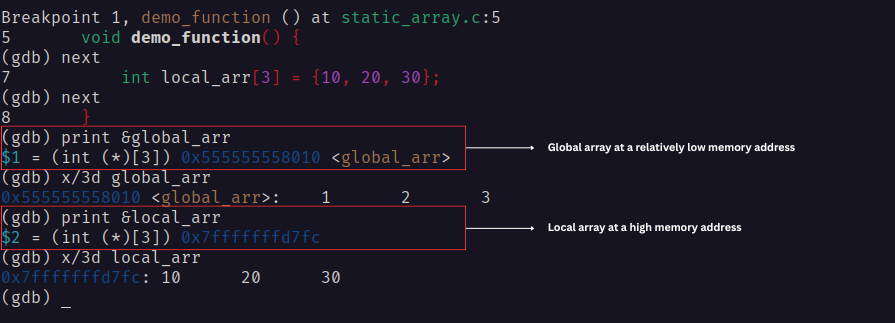 Breakpoint 1, demo_function () at static_array.c:5
5       void demo_function() {
(gdb) next
7           int local_arr[3] = {10, 20, 30};
(gdb) next
8       }
(gdb) print &global_arr
$1 = (int (*)[3]) 0x555555558010 <global_arr>
Global array at a relatively low memory address
(gdb) x/3d global_arr
0x555555558010 <global_arr>:    1       2       3
(gdb) print &local_arr
$2 = (int (*)[3]) 0x7fffffffd7fc
Local array at a high memory address
(gdb) x/3d local_arr
0x7fffffffd7fc: 10      20      30
(gdb) _